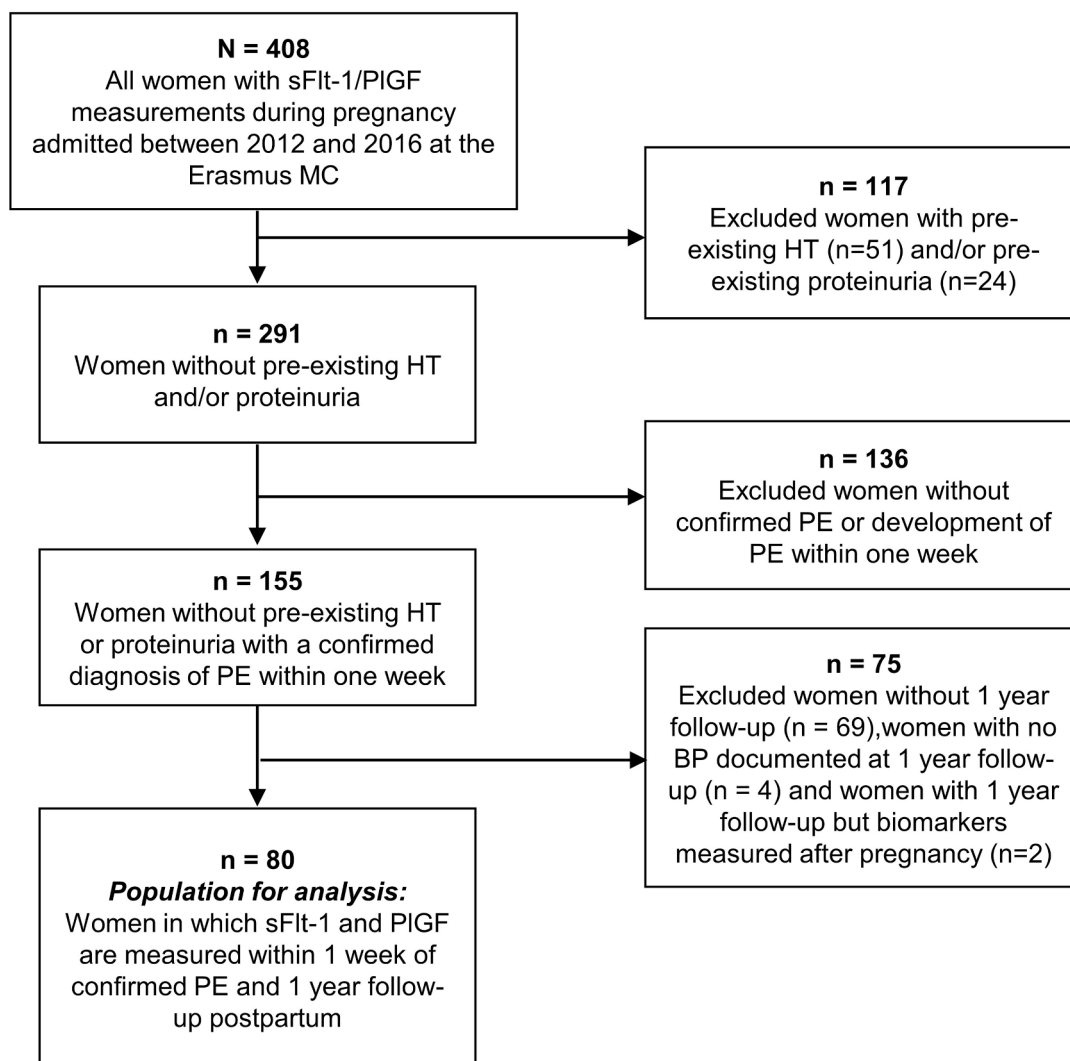 N = 408
All women with sFlt-1/PlGF
measurements during pregnancy
admitted between 2012 and 2016 at the
Erasmus MC
n = 117
Excluded women with pre-
existing HT (n=51) and/or pre-
existing proteinuria (n=24)
n = 291
Women without pre-existing HT
and/or proteinuria
n = 136
Excluded women without
confirmed PE or development of
PE within one week
n = 155
Women without pre-existing HT
or proteinuria with a confirmed
diagnosis of PE within one week
n = 75
Excluded women without 1 year
follow-up (n = 69),women with no
BP documented at 1 year follow-
up (n = 4) and women with 1 year
follow-up but biomarkers
measured after pregnancy (n=2)
n = 80
Population for analysis:
Women in which sFlt-1 and PlGF
are measured within 1 week of
confirmed PE and 1 year follow-
up postpartum